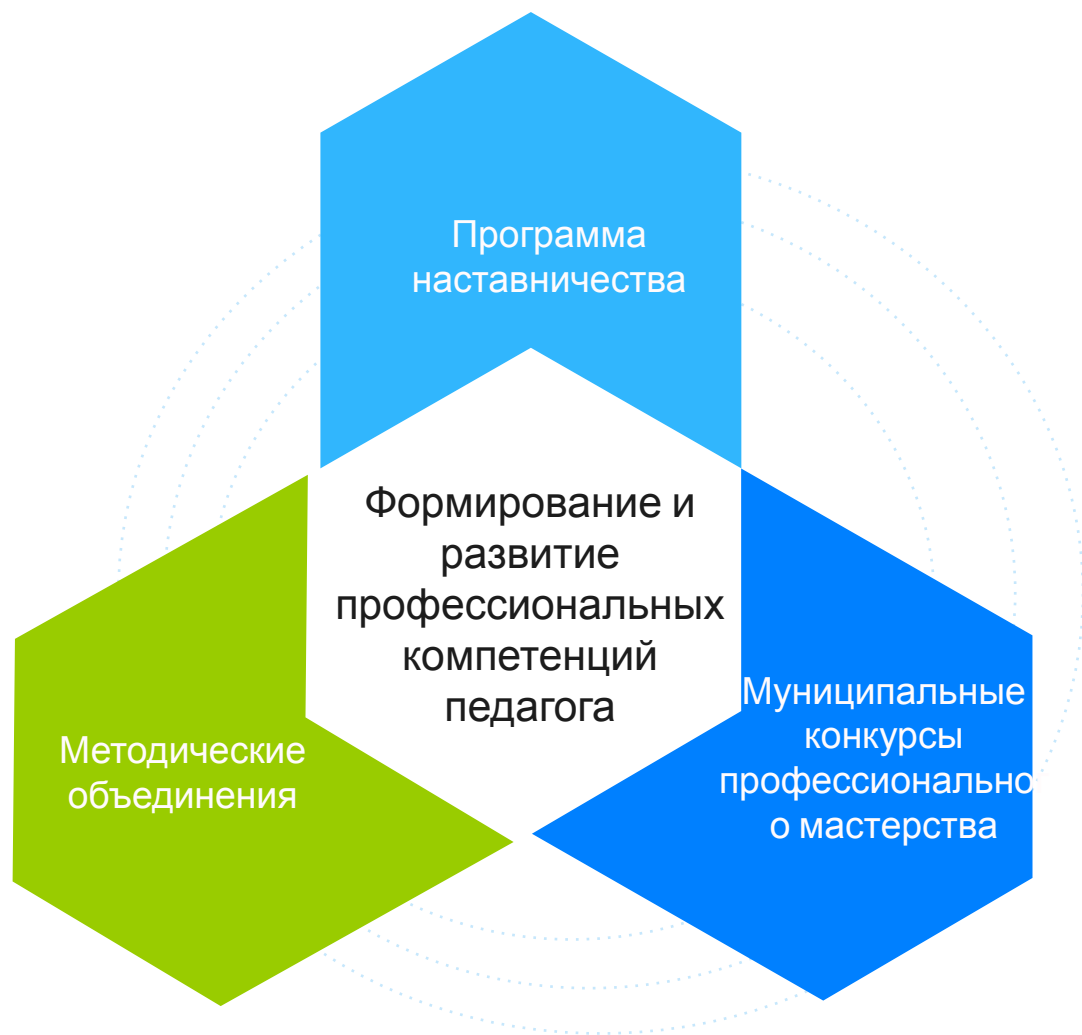 Программа
наставничества
Формирование и
развитие
профессиональных
компетенций
педагога
Методические
объединения
Муниципальные
конкурсы
профессионально
о мастерства